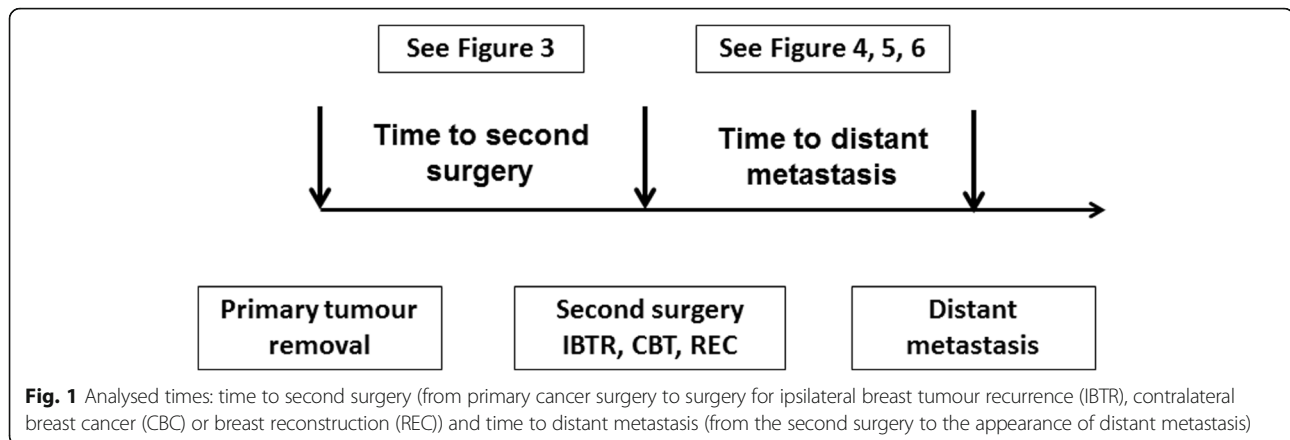 See Figure 3
See Figure 4, 5, 6
Time to second
surgery
Time to distant
metastasis
Primary tumour
removal
Second surgery
IBTR, CBT, REC
Distant
metastasis
Fig. 1 Analysed times: time to second surgery (from primary cancer surgery to surgery for ipsilateral breast tumour recurrence (IBTR), contralateral
breast cancer (CBC) or breast reconstruction (REC)) and time to distant metastasis (from the second surgery to the appearance of distant metastasis)